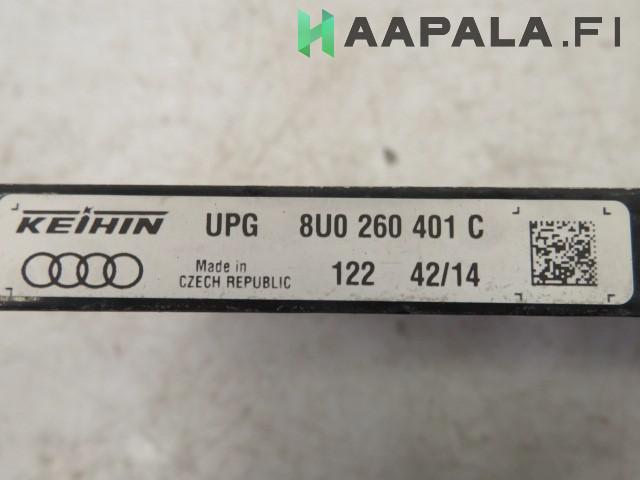 HAAPALA.FI
KEIHIN UPG 8U0 260 401 C
Made in
CZECH REPUBLIC
122 42/14